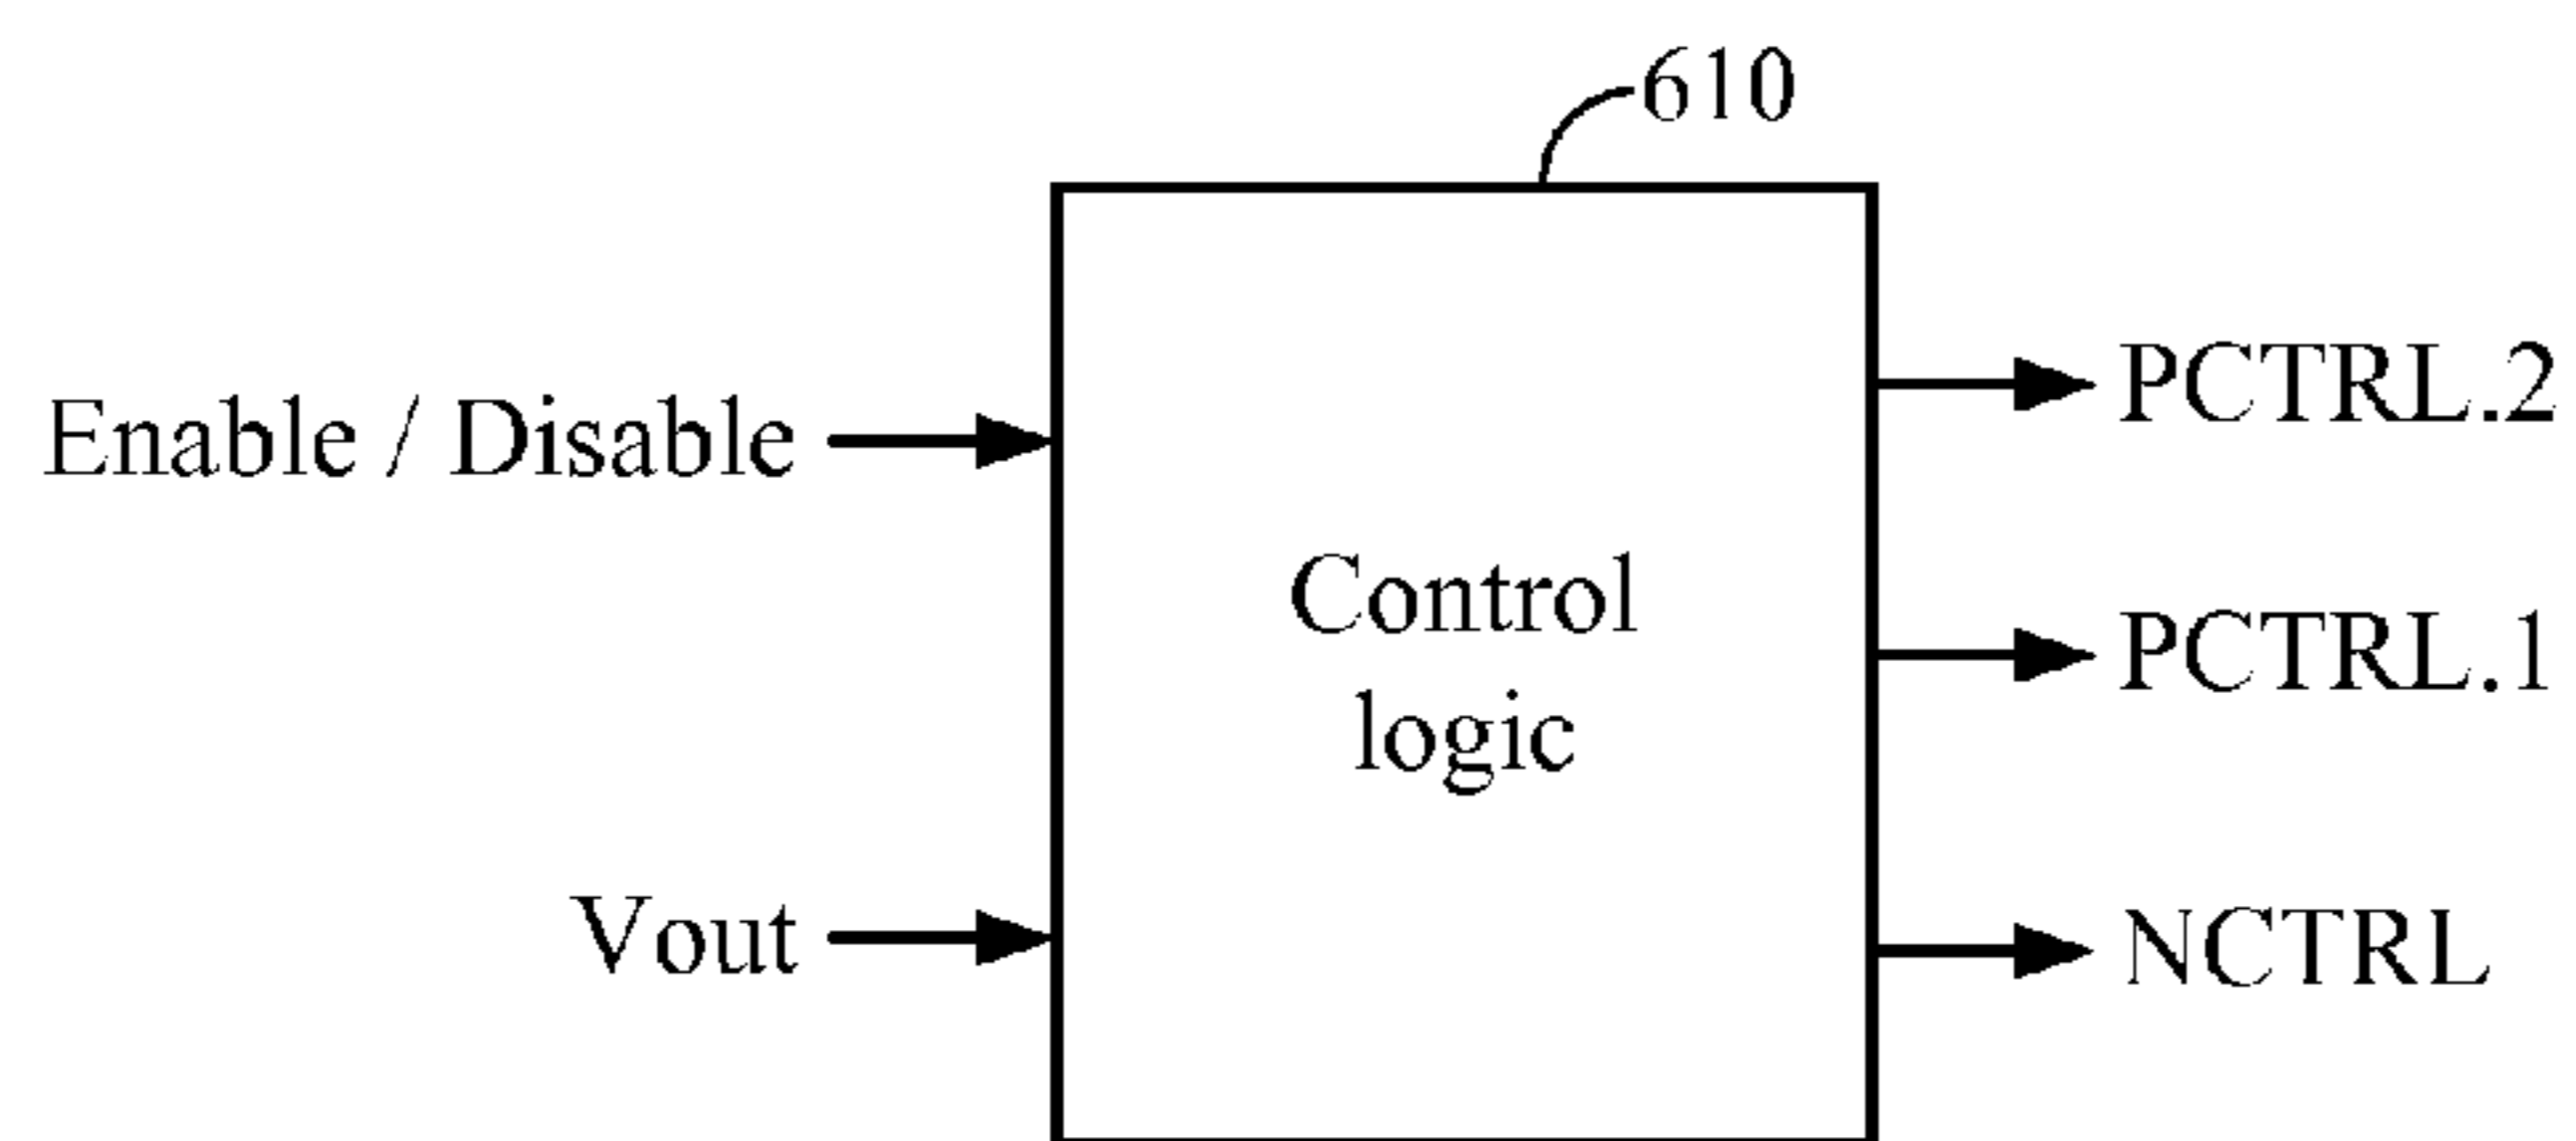 610
Enable / Disable
Vout
Control
logic
PCTRL.2
PCTRL.1
NCTRL